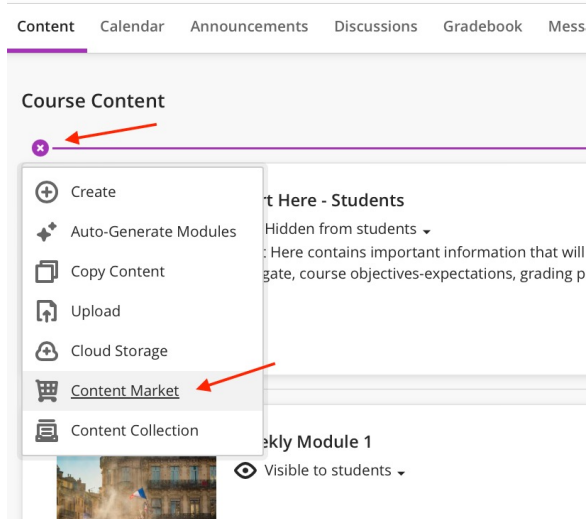 Content Calendar Announcements Discussions Gradebook Mess
Course Content
Create
Auto-Generate Modules
Copy Content
Upload
Cloud Storage
Content Market
Content Collection
rt Here - Students
Hidden from students
t Here contains important information that will
gate, course objectives-expectations, grading p
ekly Module 1
Visible to students